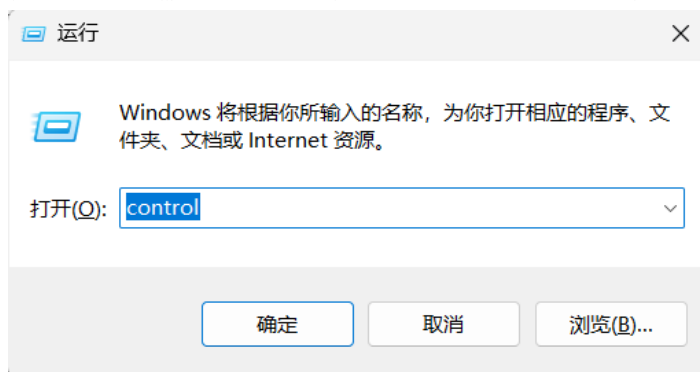 运行
Windows 将根据你所输入的名称，为你打开相应的程序、文
件夹、文档或 Internet 资源。
打开(O):
control
确定
取消
浏览(B)...